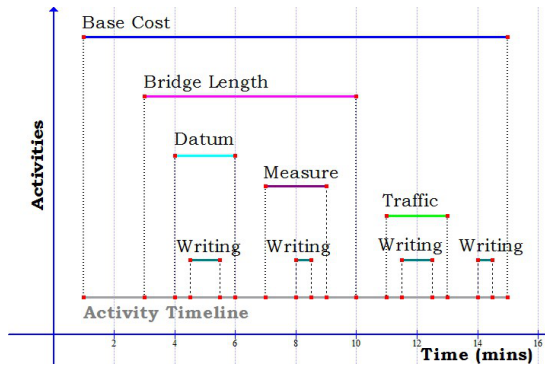 Base Cost
Bridge Length
Datum
Measure
Traffic
Writing Writing Writing Writing
Activity Timeline
2 4 6 8 10 12 14 16
Time (mins)
Activities